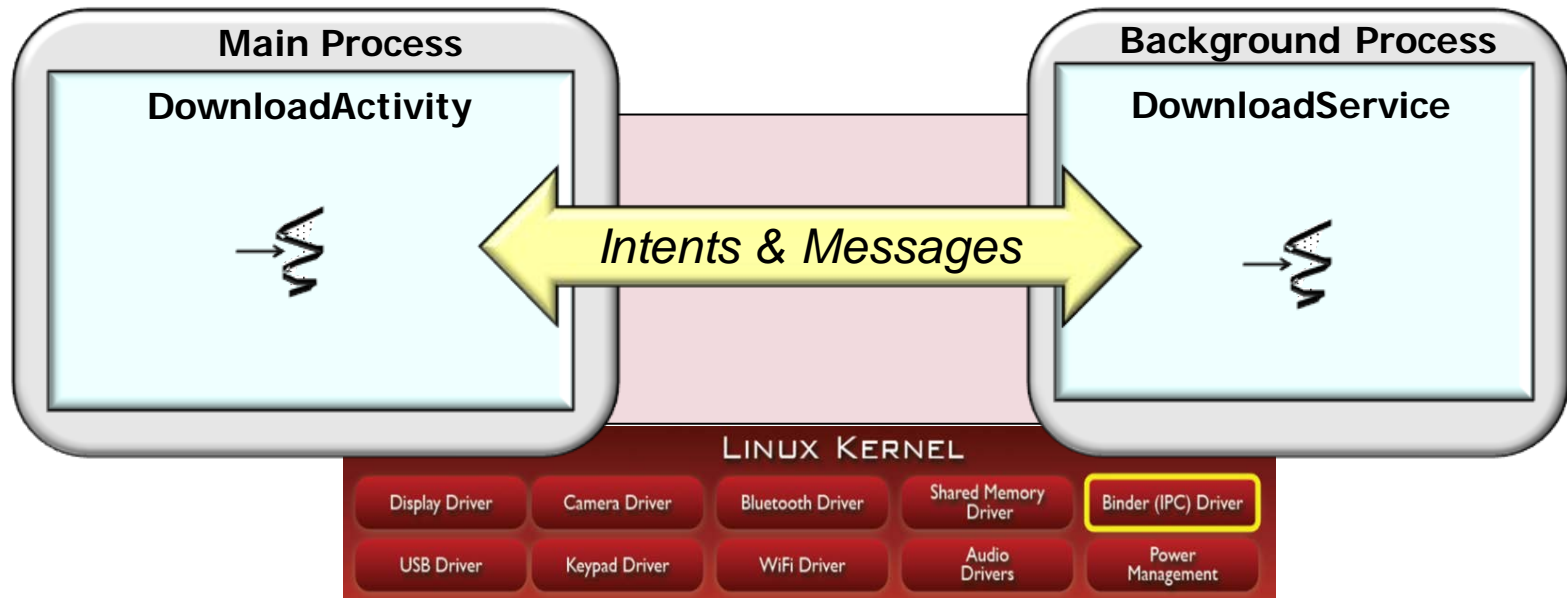 Main Process
DownloadActivity
Background Process
DownloadService
Intents & Messages
LINUX KERNEL
Display Driver
Camera Driver
Bluetooth Driver
Shared Memory
Driver
Binder (IPC) Driver
USB Driver
Keypad Driver
WiFi Driver
Audio
Drivers
Power
Management